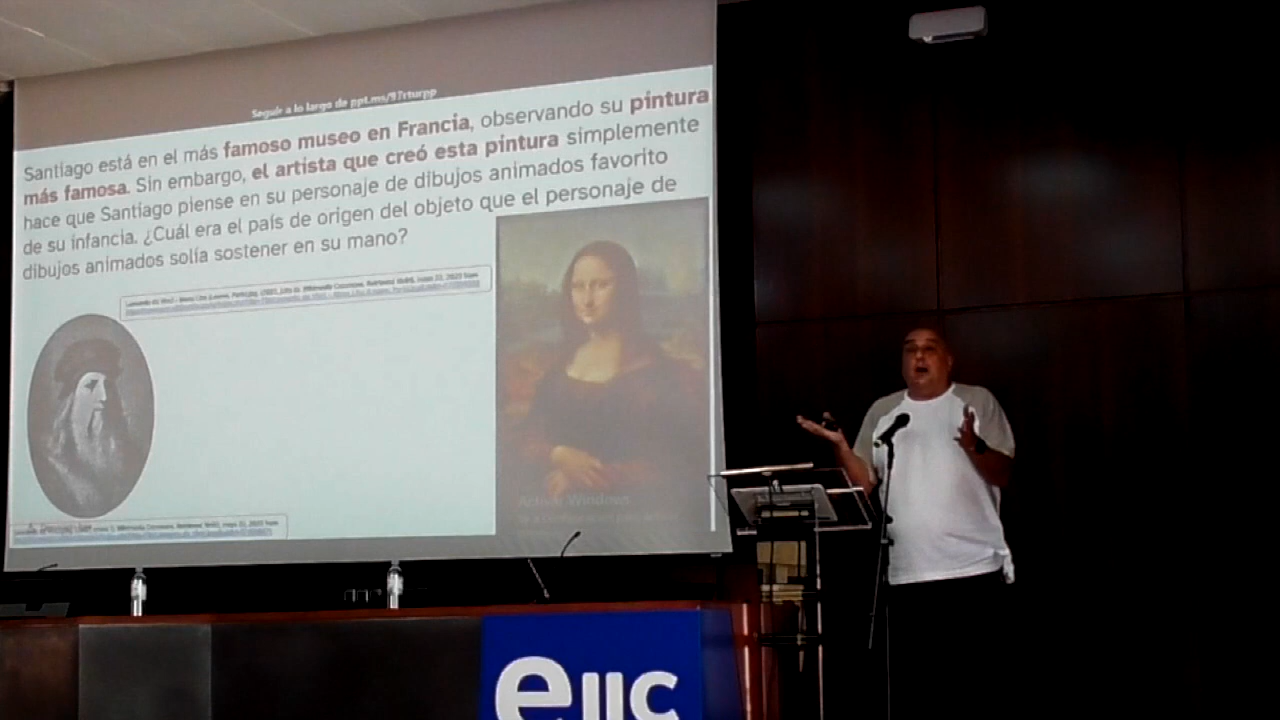 Seguir a lo largo de ppt.ms/97rturpp
Santiago está en el más famoso museo en Francia, observando su pintura
más famosa. Sin embargo, el artista que creó esta pintura simplemente
hace que Santiago piense en su personaje de dibujos animados favorito
de su infancia. ¿Cuál era el país de origen del objeto que el personaje de
dibujos animados solía sostener en su mano?
Windows
eiic